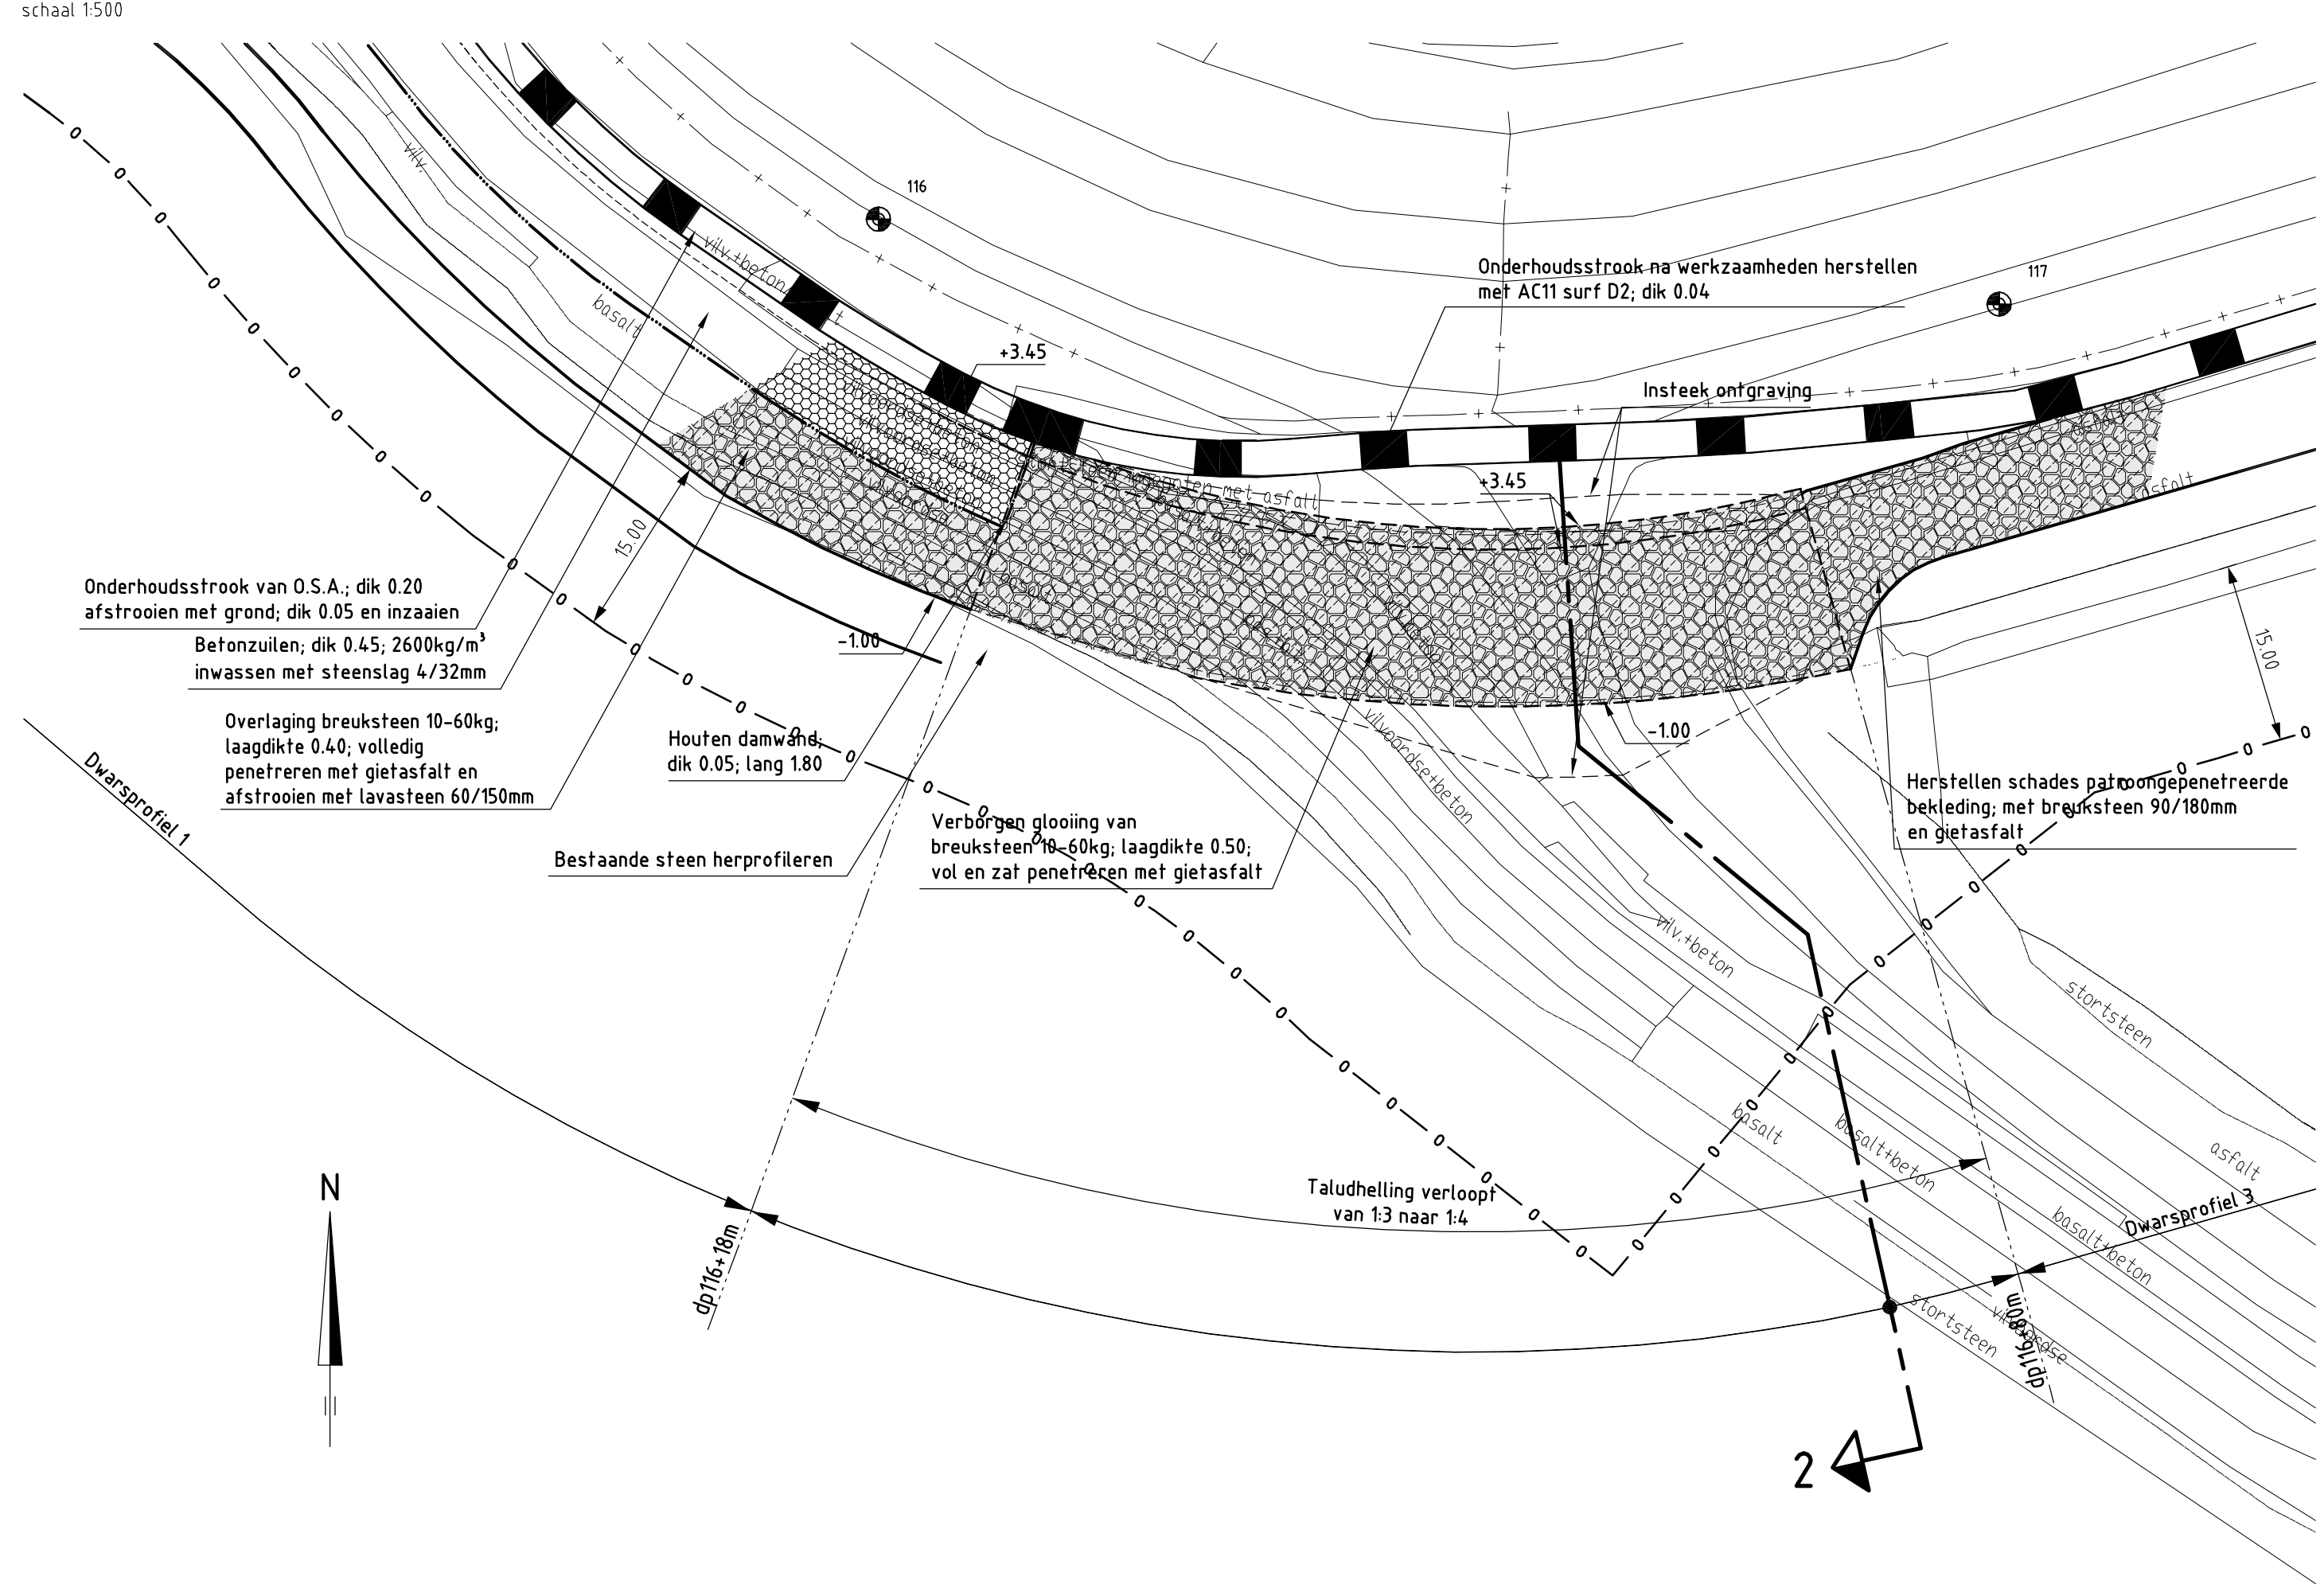 schaal 1:500
116
117
vilv.
vilv.+beton
basalt
Onderhoudsstrook na werkzaamheden herstellen
met AC11 surf D2; dik 0.04
+3.45
Insteek ontgraving
+3.45
asfalt
asfalt
met asfalt
15.00
Onderhoudsstrook van O.S.A.; dik 0.20
afstrooien met grond; dik 0.05 en inzaaien
Betonzuilen; dik 0.45; 2600kg/m³
inwassen met steenslag 4/32mm
-1.00
15.00
Overlaging breuksteen 10-60kg;
laagdikte 0.40; volledig
penetreren met gietasfalt en
afstrooien met lavasteen 60/150mm
Houten damwand;
dik 0.05; lang 1.80
-1.00
vilvoordse+beton
Dwarsprofiel 1
Herstellen schades patroongepenetreerde
bekleding; met breuksteen 90/180mm
en gietasfalt
Verborgen glooiing van
breuksteen 10-60kg; laagdikte 0.50;
vol en zat penetreren met gietasfalt
Bestaande steen herprofileren
vilv.+beton
stortsteen
basalt
basalt+beton
asfalt
N
Taludhelling verloopt
van 1:3 naar 1:4
Dwarsprofiel 3
basalt+beton
dp116+18m
dp116+80m
stortsteen
vilvoordse
2